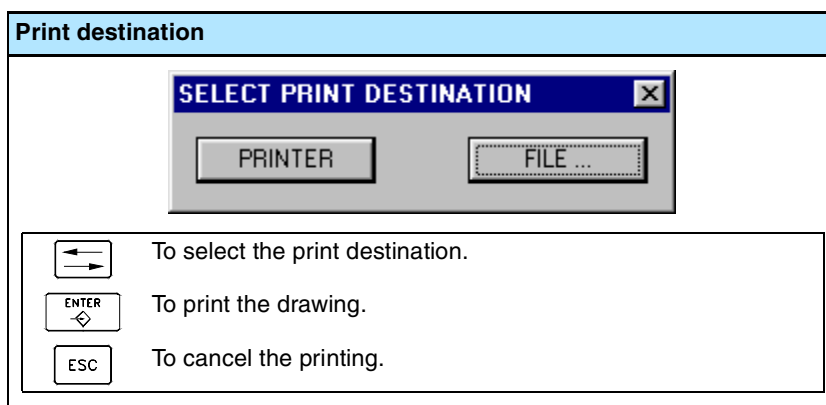 Print destination
SELECT PRINT DESTINATION
PRINTER FILE ...
To select the print destination.
ENTER To print the drawing.
ESC To cancel the printing.